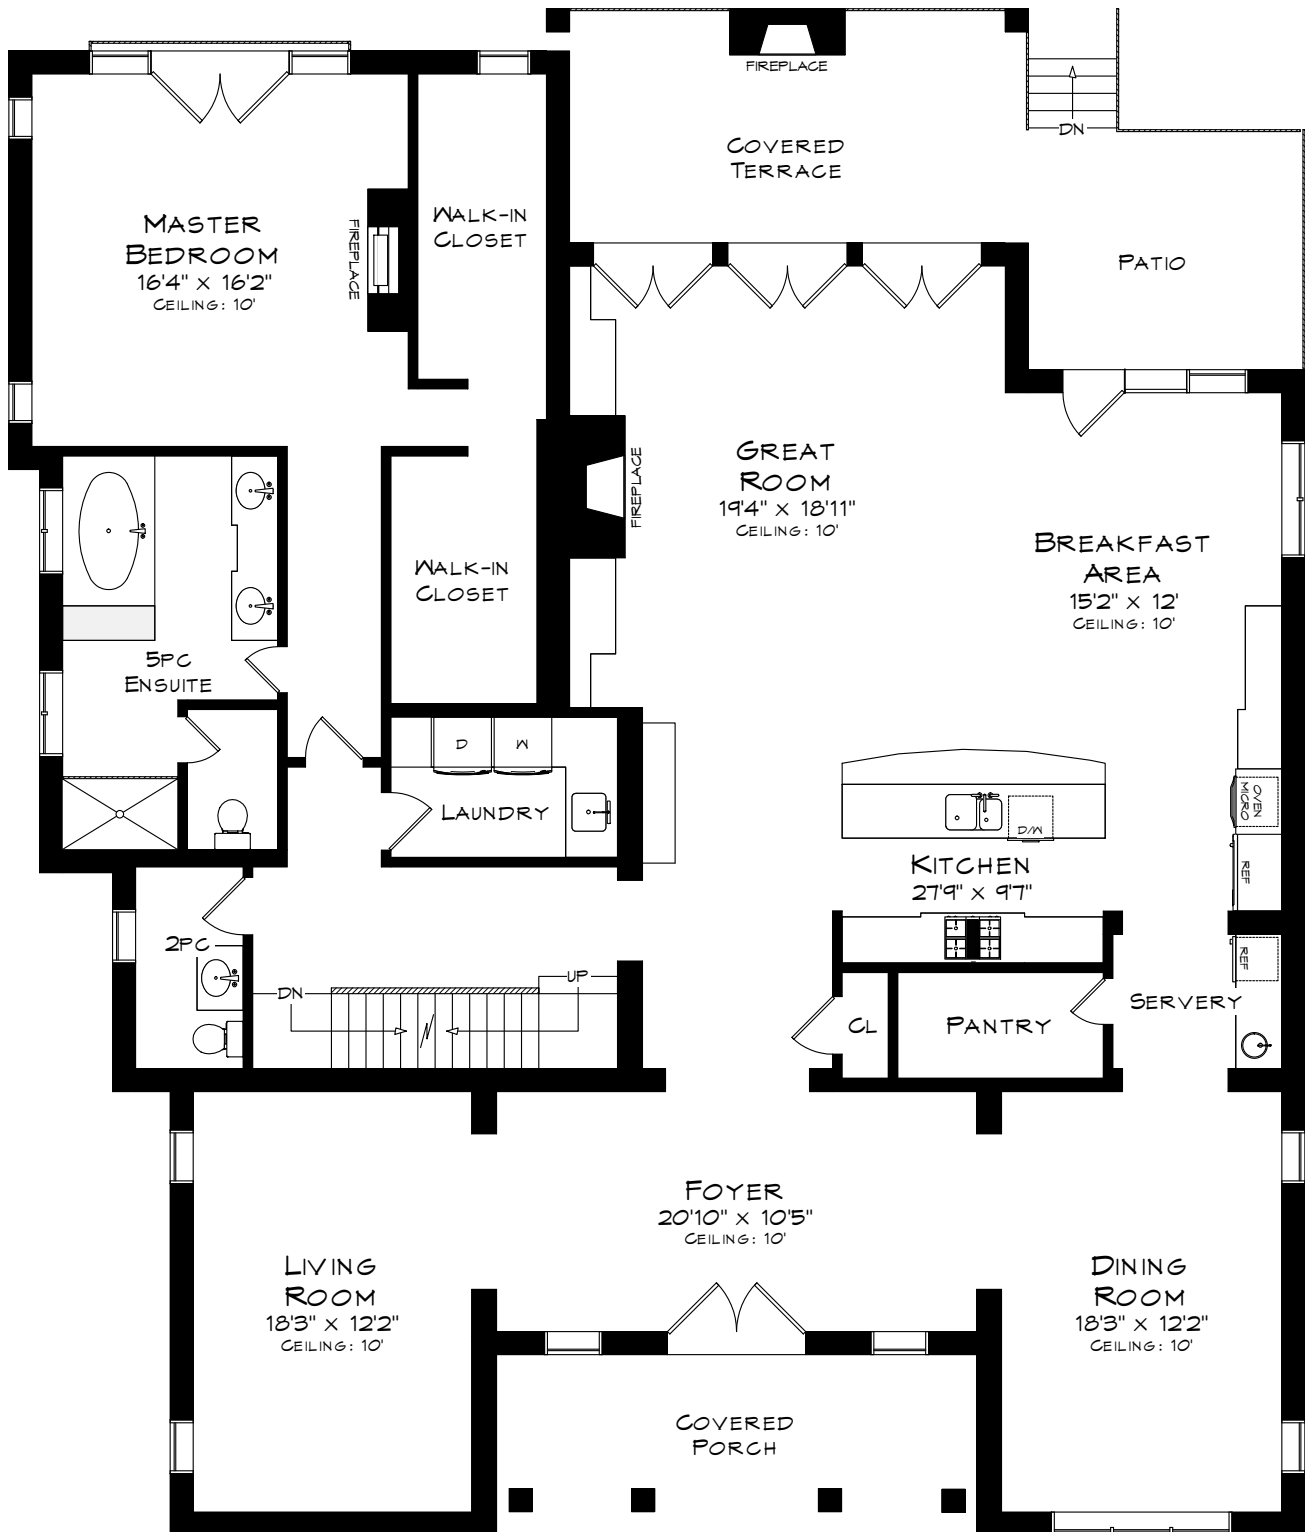 FIREPLACE
DN
COVERED
TERRACE
MASTER
BEDROOM
16'4" X 16'2"
CEILING: 10'
FIREPLACE
WALK-IN
CLOSET
PATIO
GREAT
ROOM
19'4" X 18'11"
CEILING: 10'
FIREPLACE
BREAKFAST
AREA
15'2" X 12'
CEILING: 10'
WALK-IN
CLOSET
5PC
ENSUITE
D
W
LAUNDRY
OVEN
MICRO
D/W
KITCHEN
27'9" X 9'7"
REF
2PC
REF
UP
DN
SERVERY
CL
PANTRY
FOYER
20'10" X 10'5"
CEILING: 10'
LIVING
ROOM
18'3" X 12'2"
CEILING: 10'
DINING
ROOM
18'3" X 12'2"
CEILING: 10'
COVERED
PORCH